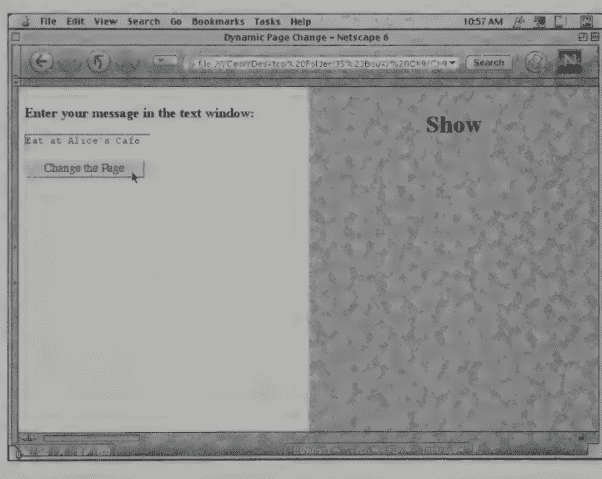 File Edit View Search Go Bookmarks Tasks Help 10:57 AM
Dynamic Page Change – Netscape 6
Search N
Enter your message in the text window:
Show
Eat at Alice's Cafe
Change the Page